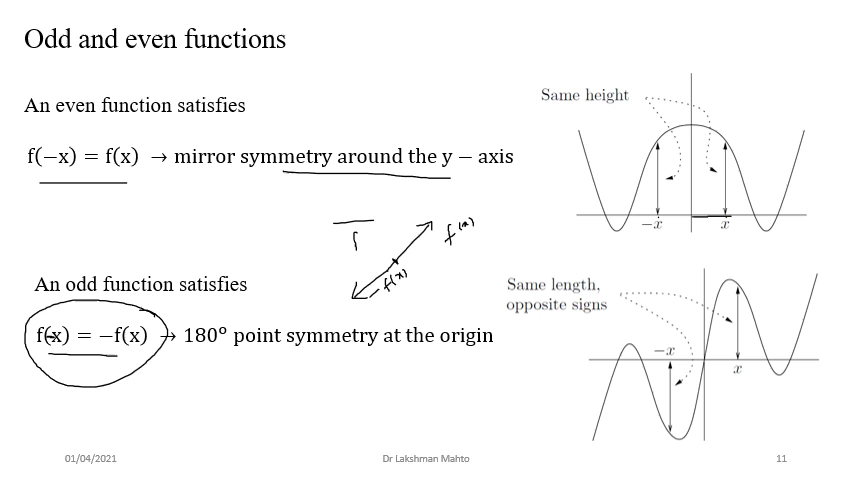 Odd and even functions
An even function satisfies
f(−x) = f(x) → mirror symmetry around the y − axis
Same height
−x
x
f(x)
−f(x)
An odd function satisfies
f(-x) = −f(x) → 180° point symmetry at the origin
Same length,
opposite signs
−x
x
01/04/2021
Dr Lakshman Mahto
11